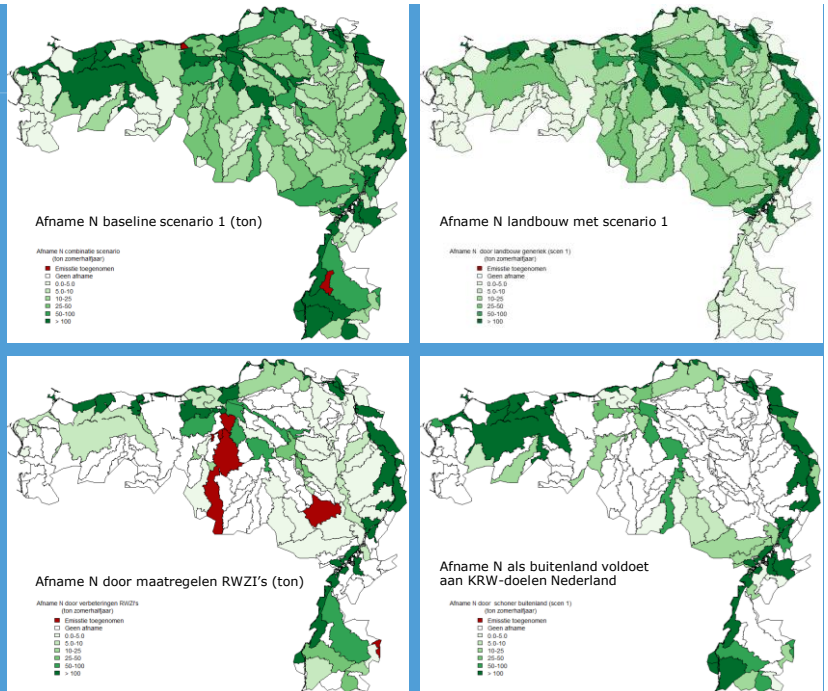 Afname N baseline scenario 1 (ton)
Afname N combinatie scenario
(ton zomerhalfjaar)
Emissie toegenomen
Geen afname
0.0-5.0
5.0-10
10-25
25-50
50-100
> 100
Afname N landbouw met scenario 1
Afname N door landbouw generiek (scen 1)
(ton zomerhalfjaar)
Emissie toegenomen
Geen afname
0.0-5.0
5.0-10
10-25
25-50
50-100
> 100
Afname N door maatregelen RWZI's (ton)
Afname N door verbeteringen RWZI's
(ton zomerhalfjaar)
Emissie toegenomen
Geen afname
0.0-5.0
5.0-10
10-25
25-50
50-100
> 100
Afname N als buitenland voldoet
aan KRW-doelen Nederland
Afname N door schoner buitenland (scen 1)
(ton zomerhalfjaar)
Emissie toegenomen
Geen afname
0.0-5.0
5.0-10
10-25
25-50
50-100
> 100